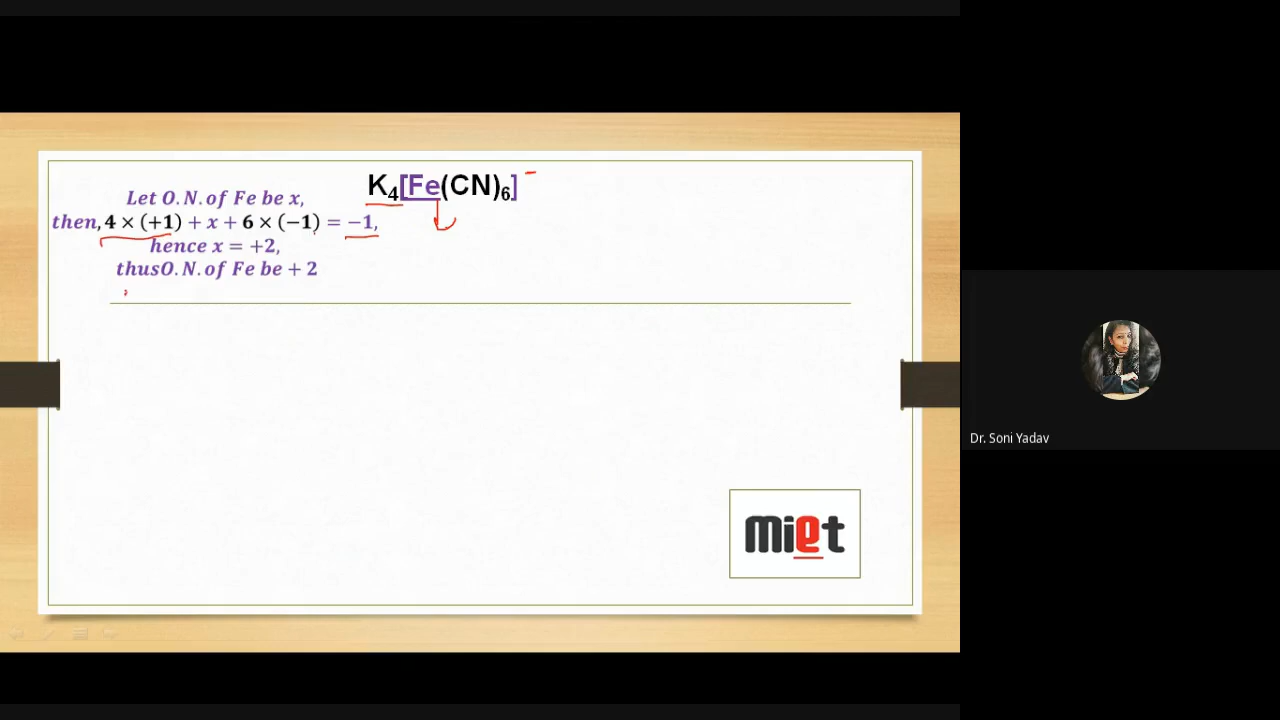 K₄[Fe(CN)₆]⁻
Let O.N.of Fe be x,
then,4 × (+1) + x + 6 × (−1) = −1,
hence x = +2,
thusO.N.of Fe be + 2
miet
Dr. Soni Yadav